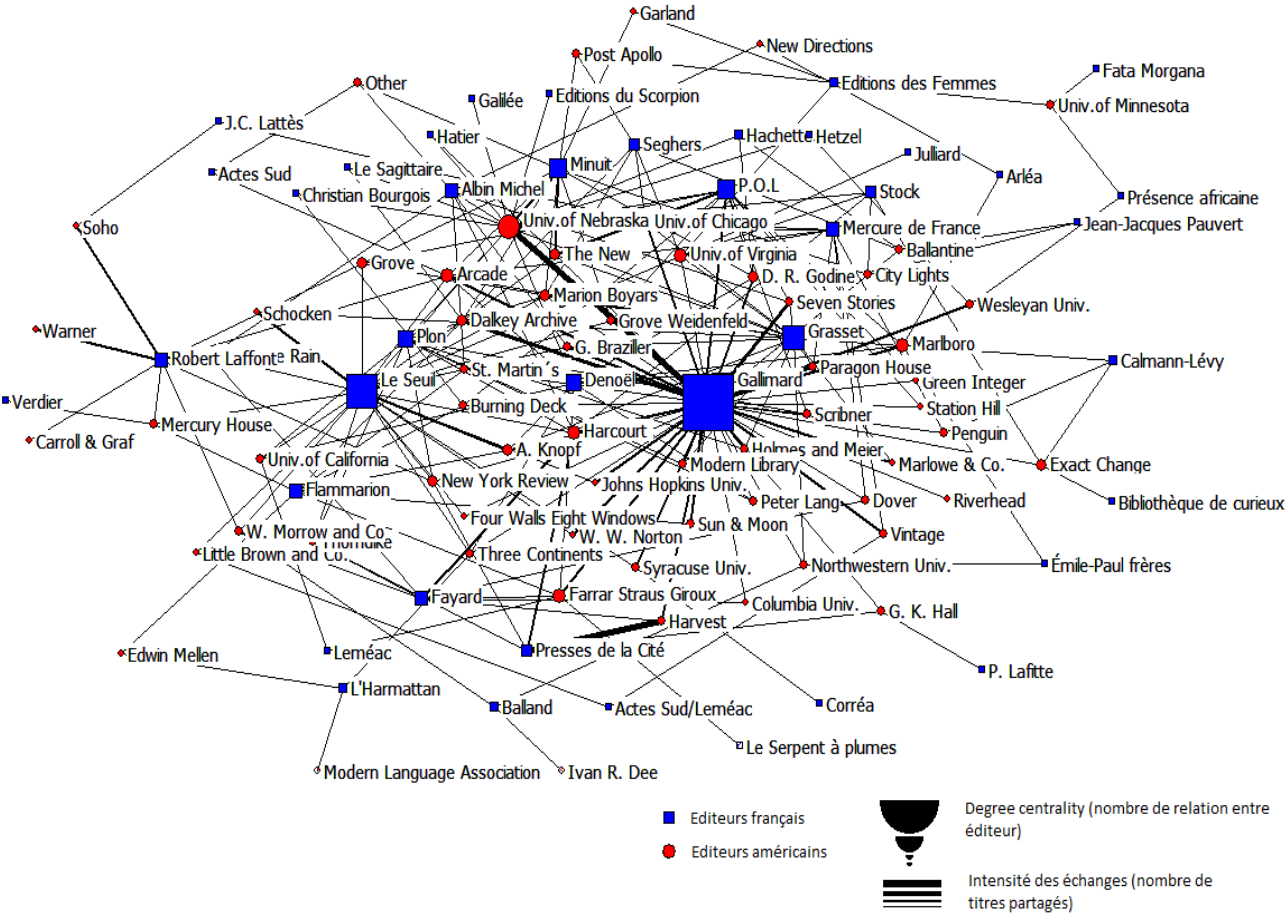 Garland
New Directions
Post Apollo
Fata Morgana
Other
Editions des Femmes
Galilée
Editions du Scorpion
Univ.of Minnesota
J.C. Lattès
Hatier
Seghers
Hachette
Hetzel
Julliard
Le Sagittaire
Minuit
Actes Sud
Arléa
Christian Bourgois
Albin Michel
P.O.L
Stock
Présence africaine
Soho
Univ.of Nebraska
Univ.of Chicago
Mercure de France
Jean-Jacques Pauvert
Grove
The New
Univ.of Virginia
Ballantine
Arcade
D. R. Godine
City Lights
Marion Boyars
Seven Stories
Wesleyan Univ.
Schocken
Dalkey Archive
Grove Weidenfeld
Warner
Plon
G. Braziller
Grasset
Marlboro
Robert Laffont
e Rain
St. Martin´s
Paragon House
Calmann-Lévy
Le Seuil
Denoël
Gallimard
Green Integer
Verdier
Burning Deck
Scribner
Station Hill
Mercury House
Harcourt
Penguin
Carroll & Graf
A. Knopf
Holmes and Meier
Univ.of California
Modern Library
Marlowe & Co.
Exact Change
Flammarion
New York Review
Johns Hopkins Univ.
Peter Lang
Dover
Riverhead
Bibliothèque de curieux
Four Walls Eight Windows
Sun & Moon
W. Morrow and Co
W. W. Norton
Vintage
Thorndike
Little Brown and Co.
Three Continents
Syracuse Univ.
Northwestern Univ.
Émile-Paul frères
Fayard
Farrar Straus Giroux
Columbia Univ.
G. K. Hall
Harvest
Edwin Mellen
Leméac
Presses de la Cité
P. Lafitte
L'Harmattan
Balland
Actes Sud/Leméac
Corréa
Le Serpent à plumes
Modern Language Association
Ivan R. Dee
Editeurs français
Editeurs américains
Degree centrality (nombre de relation entre
éditeur)
Intensité des échanges (nombre de
titres partagés)